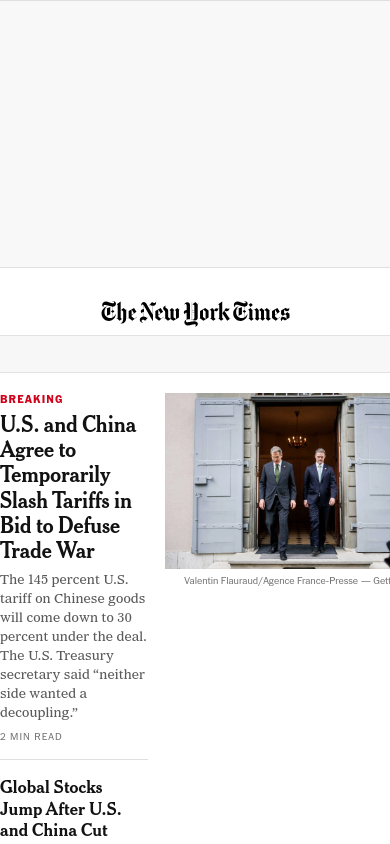 The New York Times
BREAKING
U.S. and China
Agree to
Temporarily
Slash Tariffs in
Bid to Defuse
Trade War
The 145 percent U.S.
tariff on Chinese goods
will come down to 30
percent under the deal.
The U.S. Treasury
secretary said “neither
side wanted a
decoupling.”
2 MIN READ
Valentin Flauraud/Agence France-Presse — Gett
Global Stocks
Jump After U.S.
and China Cut